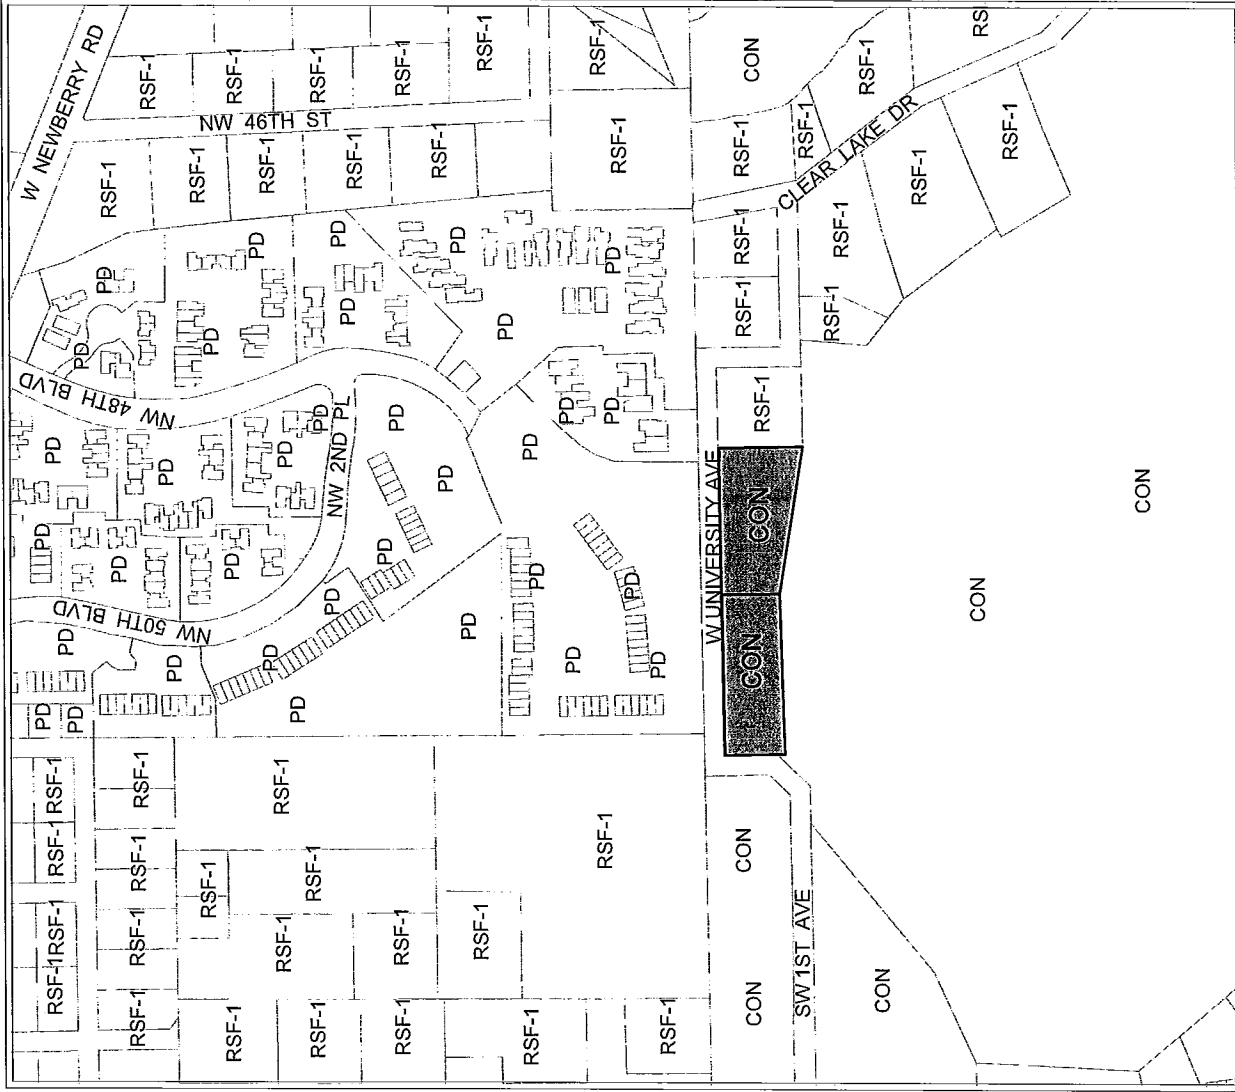 RSF-1
RSF-1
RSF-1
RSF-1
PD
PD
PD
PD
PD
PD
PD
W NEWBERRY RD
RSF-1
RSF-1
RSF-1
RSF-1
PD
NW 50TH BLVD
PD
PD
NW 48TH BLVD
RSF-1
RSF-1
RSF-1
RSF-1
PD
PD
PD
RSF-1
RSF-1
RSF-1
RSF-1
RSF-1
RSF-1
PD
PD
PD
PD
PD
NW 2ND PL
PD
PD
RSF-1
NW 46TH ST
RSF-1
RSF-1
RSF-1
PD
PD
PD
PD
RSF-1
RSF-1
RSF-1
RSF-1
RSF-1
PD
PD
PD
PD
RSF-1
RSF-1
RSF-1
PD
PD
PD
PD
PD
PD
RSF-1
RSF-1
W UNIVERSITY AVE
CON
CON
CON
CON
RSF-1
RSF-1
RSF-1
RSF-1
CON
SW 1ST AVE
RSF-1
RSF-1
RSF-1
CLEAR LAKE DR
RSF-1
CON
CON
RSF-1
RSF-1
RS
CON